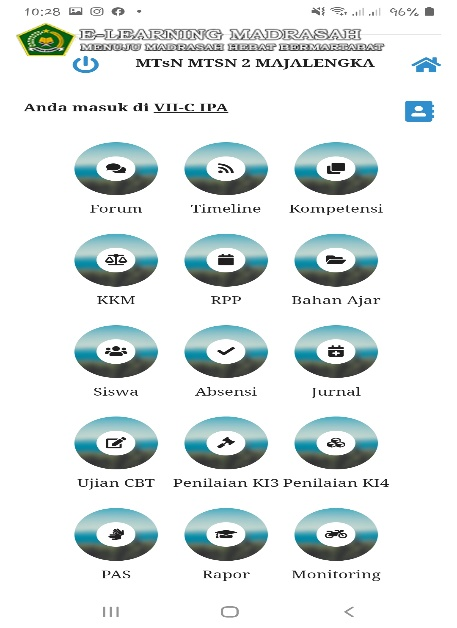 10:28 96%
E-LEARNING MADRASAH
MENUJU MADRASAH HEBAT BERMARTABAT
MTsN MTSN 2 MAJALENGKA
Anda masuk di VII-C IPA
Forum Timeline Kompetensi
KKM RPP Bahan Ajar
Siswa Absensi Jurnal
Ujian CBT Penilaian KI3 Penilaian KI4
PAS Rapor Monitoring